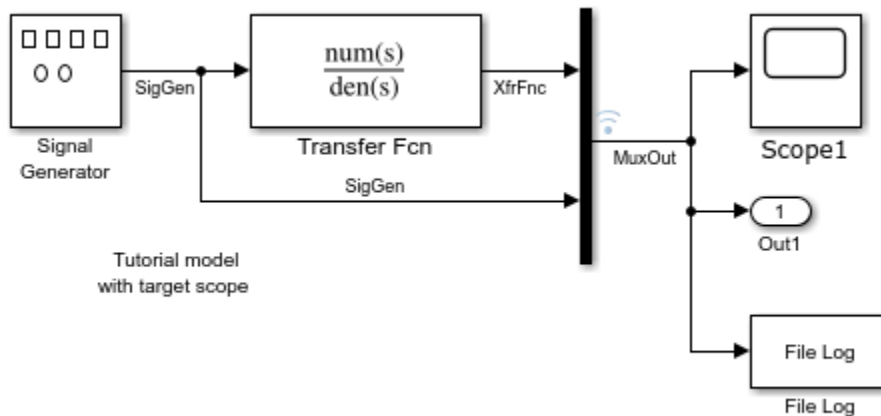 num(s)
den(s)
SigGen
XfrFnc
Signal
Generator
Transfer Fcn
SigGen
MuxOut
Scope1
1
Out1
Tutorial model
with target scope
File Log
File Log